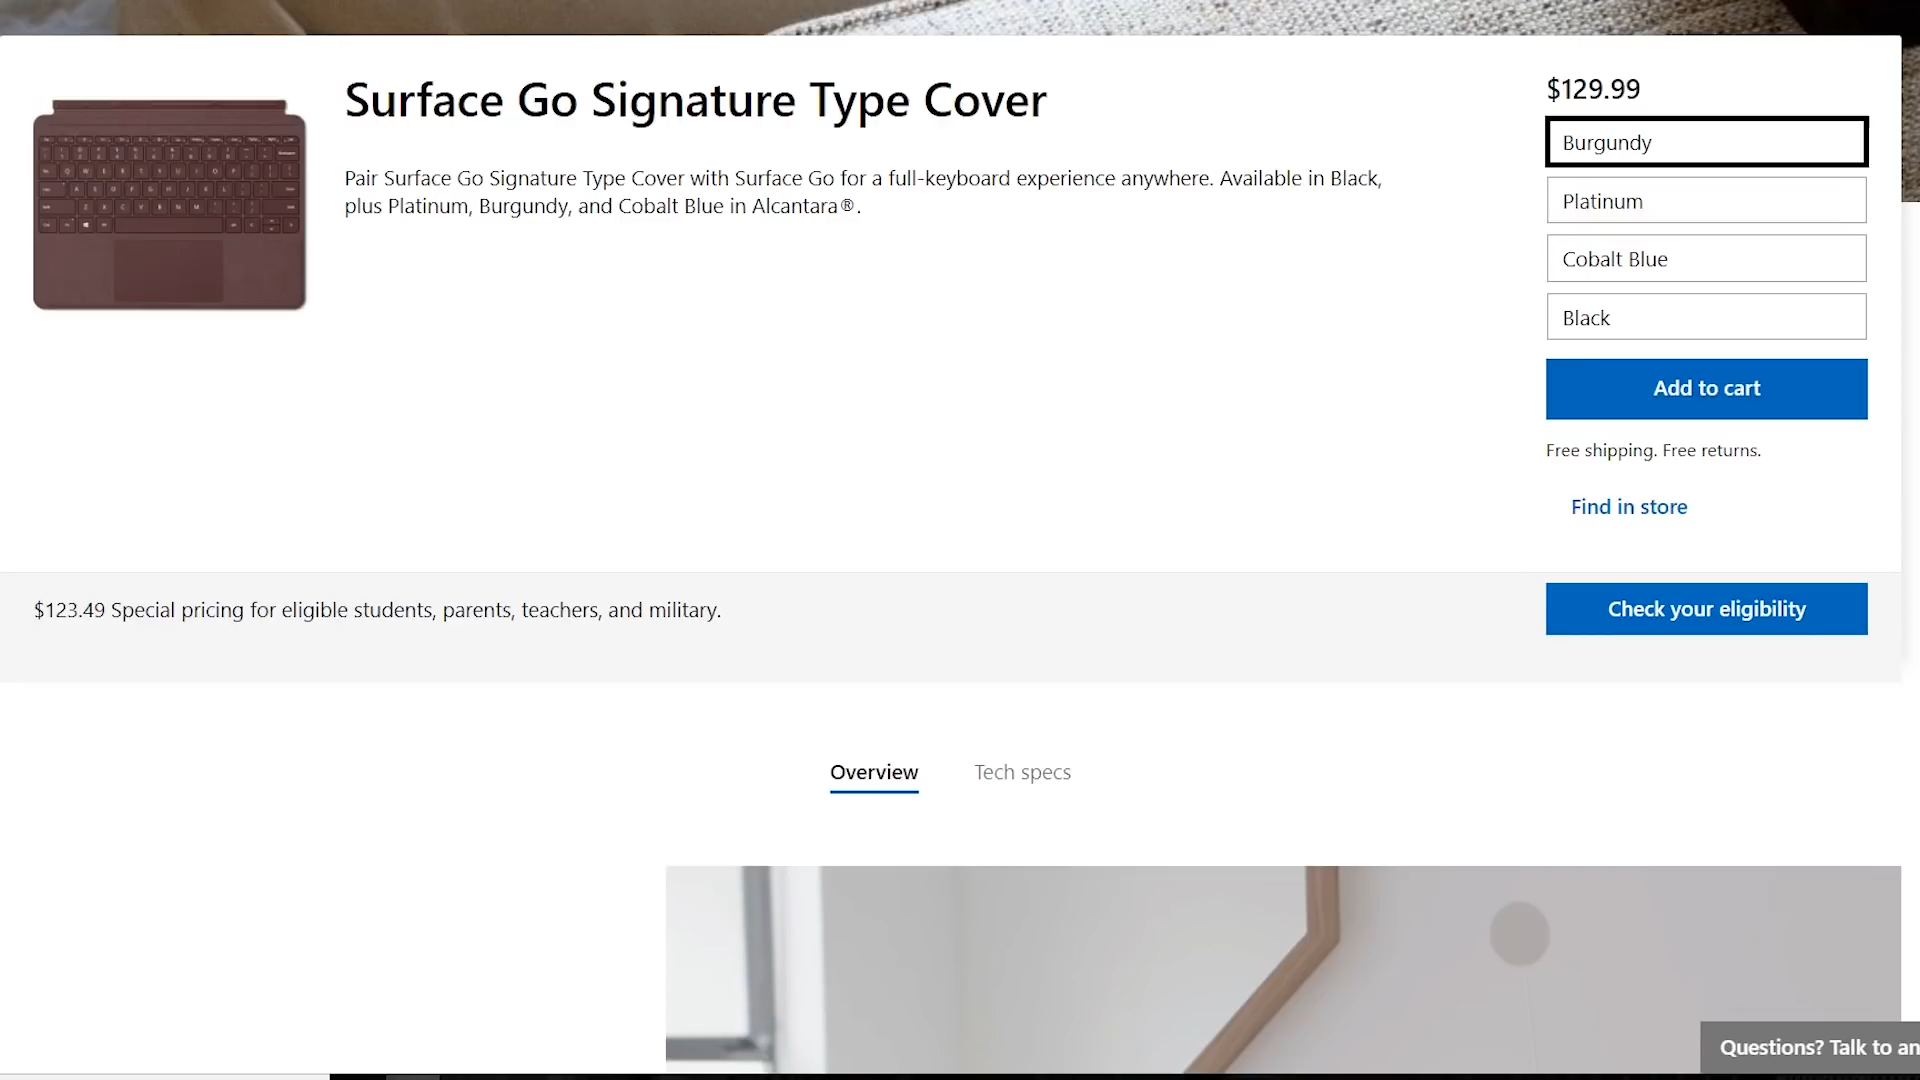 Surface Go Signature Type Cover
Pair Surface Go Signature Type Cover with Surface Go for a full-keyboard experience anywhere. Available in Black,
plus Platinum, Burgundy, and Cobalt Blue in Alcantara®.
$129.99
Burgundy
Platinum
Cobalt Blue
Black
Add to cart
Free shipping. Free returns.
Find in store
$123.49 Special pricing for eligible students, parents, teachers, and military.
Check your eligibility
Overview
Tech specs
Questions? Talk to an